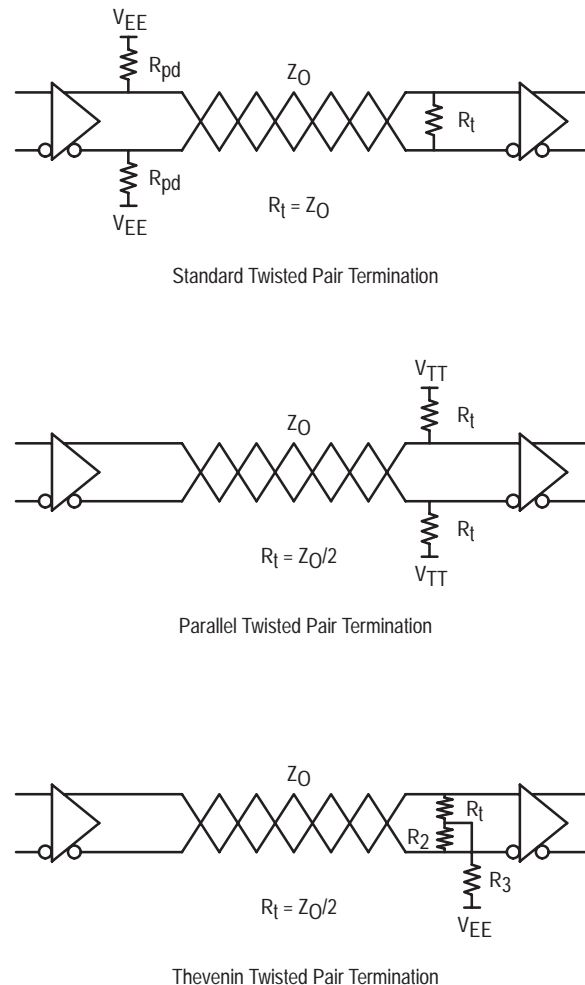 VEE
Rpd
ZO
Rt
Rpd
VEE
Rt = ZO
Standard Twisted Pair Termination
VTT
Rt
ZO
Rt
VTT
Rt = ZO/2
Parallel Twisted Pair Termination
ZO
Rt
R2
R3
VEE
Rt = ZO/2
Thevenin Twisted Pair Termination